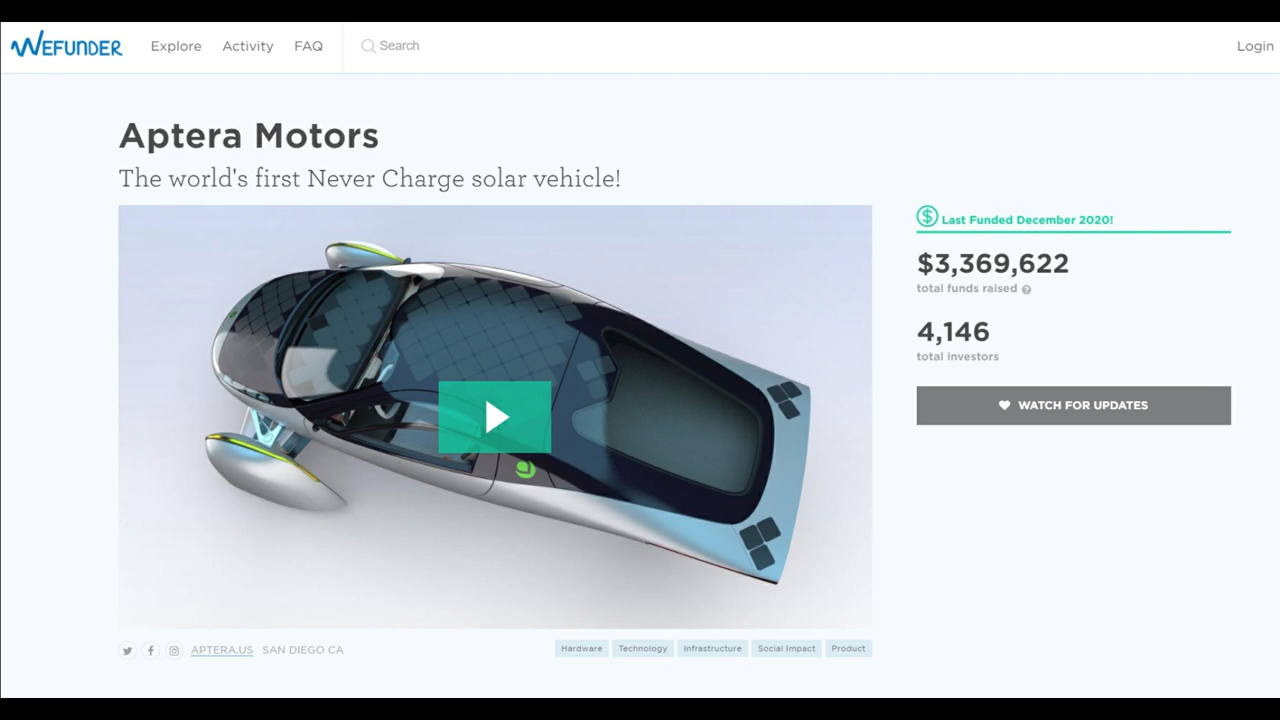 WEFUNDER Explore Activity FAQ Search Login
Aptera Motors
The world's first Never Charge solar vehicle!
Last Funded December 2020!
$3,369,622
total funds raised
4,146
total investors
WATCH FOR UPDATES
APTERA.US SAN DIEGO CA Hardware Technology Infrastructure Social Impact Product